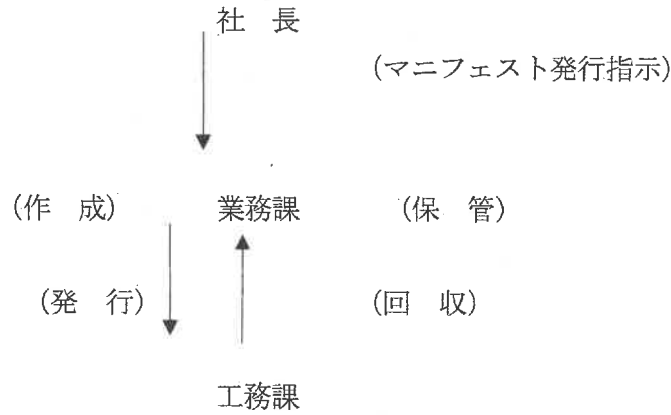 社　長
(マニフェスト発行指示)
(作　成)　業務課　(保　管)
(発　行)　(回　収)
工務課